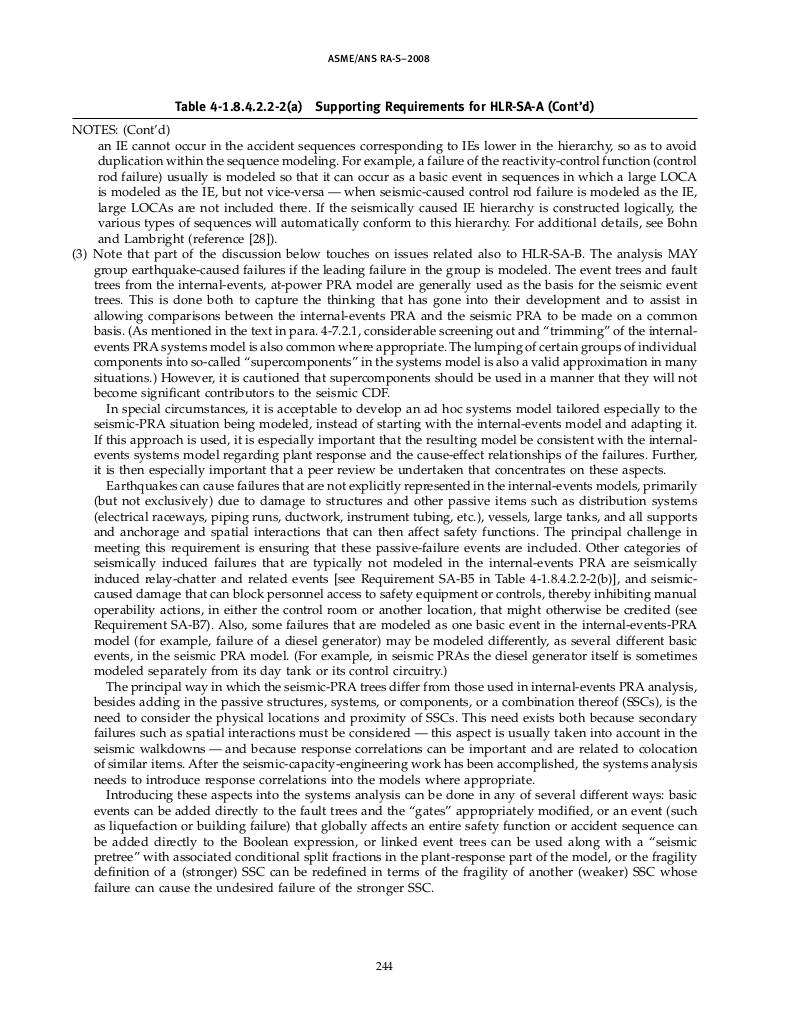 ASME/ANS RA-S–2008
Table 4-1.8.4.2.2-2(a) Supporting Requirements for HLR-SA-A (Cont’d)
NOTES: (Cont’d)
an IE cannot occur in the accident sequences corresponding to IEs lower in the hierarchy, so as to avoid
duplication within the sequence modeling. For example, a failure of the reactivity-control function (control
rod failure) usually is modeled so that it can occur as a basic event in sequences in which a large LOCA
is modeled as the IE, but not vice-versa — when seismic-caused control rod failure is modeled as the IE,
large LOCAs are not included there. If the seismically caused IE hierarchy is constructed logically, the
various types of sequences will automatically conform to this hierarchy. For additional details, see Bohn
and Lambright (reference [28]).
(3) Note that part of the discussion below touches on issues related also to HLR-SA-B. The analysis MAY
group earthquake-caused failures if the leading failure in the group is modeled. The event trees and fault
trees from the internal-events, at-power PRA model are generally used as the basis for the seismic event
trees. This is done both to capture the thinking that has gone into their development and to assist in
allowing comparisons between the internal-events PRA and the seismic PRA to be made on a common
basis. (As mentioned in the text in para. 4-7.2.1, considerable screening out and “trimming” of the internal-
events PRA systems model is also common where appropriate. The lumping of certain groups of individual
components into so-called “supercomponents” in the systems model is also a valid approximation in many
situations.) However, it is cautioned that supercomponents should be used in a manner that they will not
become significant contributors to the seismic CDF.
In special circumstances, it is acceptable to develop an ad hoc systems model tailored especially to the
seismic-PRA situation being modeled, instead of starting with the internal-events model and adapting it.
If this approach is used, it is especially important that the resulting model be consistent with the internal-
events systems model regarding plant response and the cause-effect relationships of the failures. Further,
it is then especially important that a peer review be undertaken that concentrates on these aspects.
Earthquakes can cause failures that are not explicitly represented in the internal-events models, primarily
(but not exclusively) due to damage to structures and other passive items such as distribution systems
(electrical raceways, piping runs, ductwork, instrument tubing, etc.), vessels, large tanks, and all supports
and anchorage and spatial interactions that can then affect safety functions. The principal challenge in
meeting this requirement is ensuring that these passive-failure events are included. Other categories of
seismically induced failures that are typically not modeled in the internal-events PRA are seismically
induced relay-chatter and related events [see Requirement SA-B5 in Table 4-1.8.4.2.2-2(b)], and seismic-
caused damage that can block personnel access to safety equipment or controls, thereby inhibiting manual
operability actions, in either the control room or another location, that might otherwise be credited (see
Requirement SA-B7). Also, some failures that are modeled as one basic event in the internal-events-PRA
model (for example, failure of a diesel generator) may be modeled differently, as several different basic
events, in the seismic PRA model. (For example, in seismic PRAs the diesel generator itself is sometimes
modeled separately from its day tank or its control circuitry.)
The principal way in which the seismic-PRA trees differ from those used in internal-events PRA analysis,
besides adding in the passive structures, systems, or components, or a combination thereof (SSCs), is the
need to consider the physical locations and proximity of SSCs. This need exists both because secondary
failures such as spatial interactions must be considered — this aspect is usually taken into account in the
seismic walkdowns — and because response correlations can be important and are related to colocation
of similar items. After the seismic-capacity-engineering work has been accomplished, the systems analysis
needs to introduce response correlations into the models where appropriate.
Introducing these aspects into the systems analysis can be done in any of several different ways: basic
events can be added directly to the fault trees and the “gates” appropriately modified, or an event (such
as liquefaction or building failure) that globally affects an entire safety function or accident sequence can
be added directly to the Boolean expression, or linked event trees can be used along with a “seismic
pretree” with associated conditional split fractions in the plant-response part of the model, or the fragility
definition of a (stronger) SSC can be redefined in terms of the fragility of another (weaker) SSC whose
failure can cause the undesired failure of the stronger SSC.
244